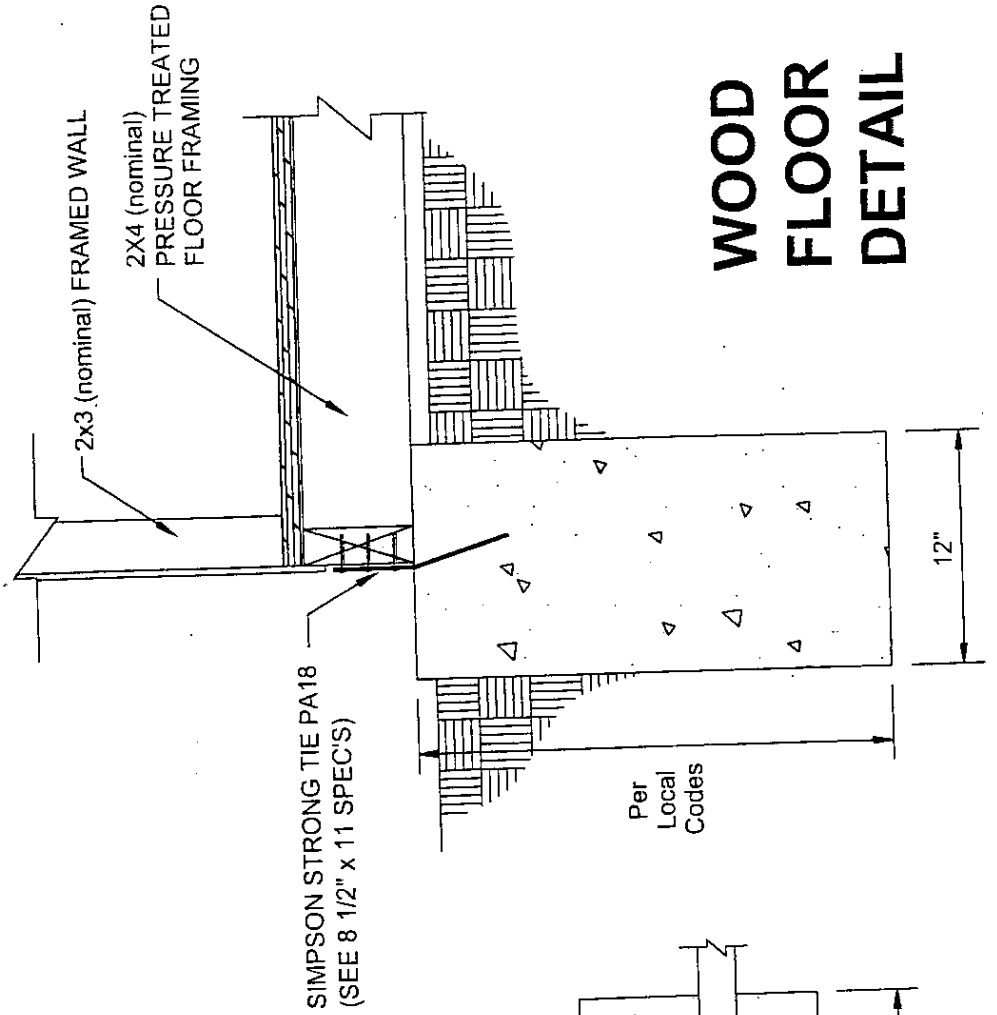 2x3 (nominal) FRAMED WALL
2X4 (nominal)
PRESSURE TREATED
FLOOR FRAMING
SIMPSON STRONG TIE PA18
(SEE 8 1/2" x 11 SPEC'S)
Per
Local
Codes
12"
WOOD
FLOOR
DETAIL